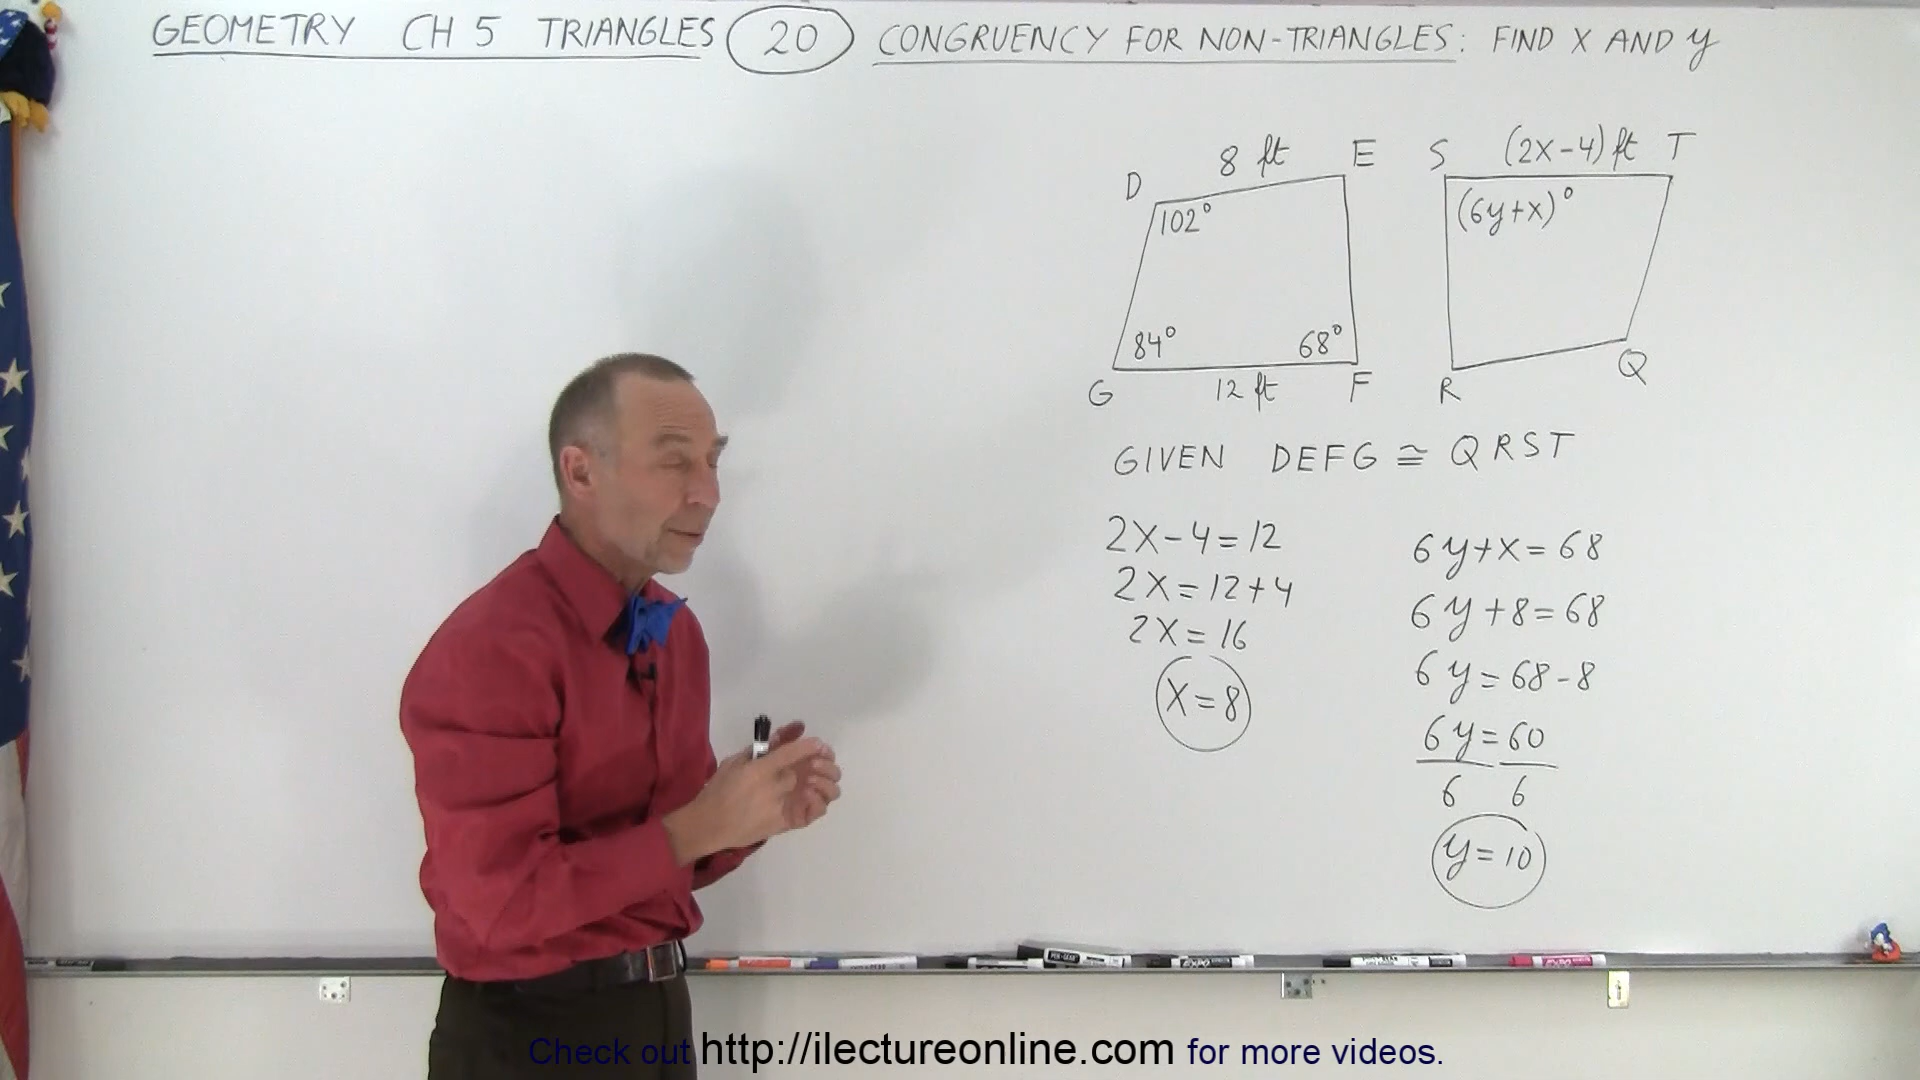 GEOMETRY CH 5 TRIANGLES 20 CONGRUENCY FOR NON-TRIANGLES: FIND X AND y
8 ft
D
E
102°
84°
68°
G
12 ft
F
S
(2x-4) ft
T
(6y+x)°
R
Q
GIVEN DEFG ≅ QRST
2x-4=12
2x=12+4
2x=16
x=8
6y+x=68
6y+8=68
6y=68-8
6y=60
6 6
y=10
Check out http://ilectureonline.com for more videos.